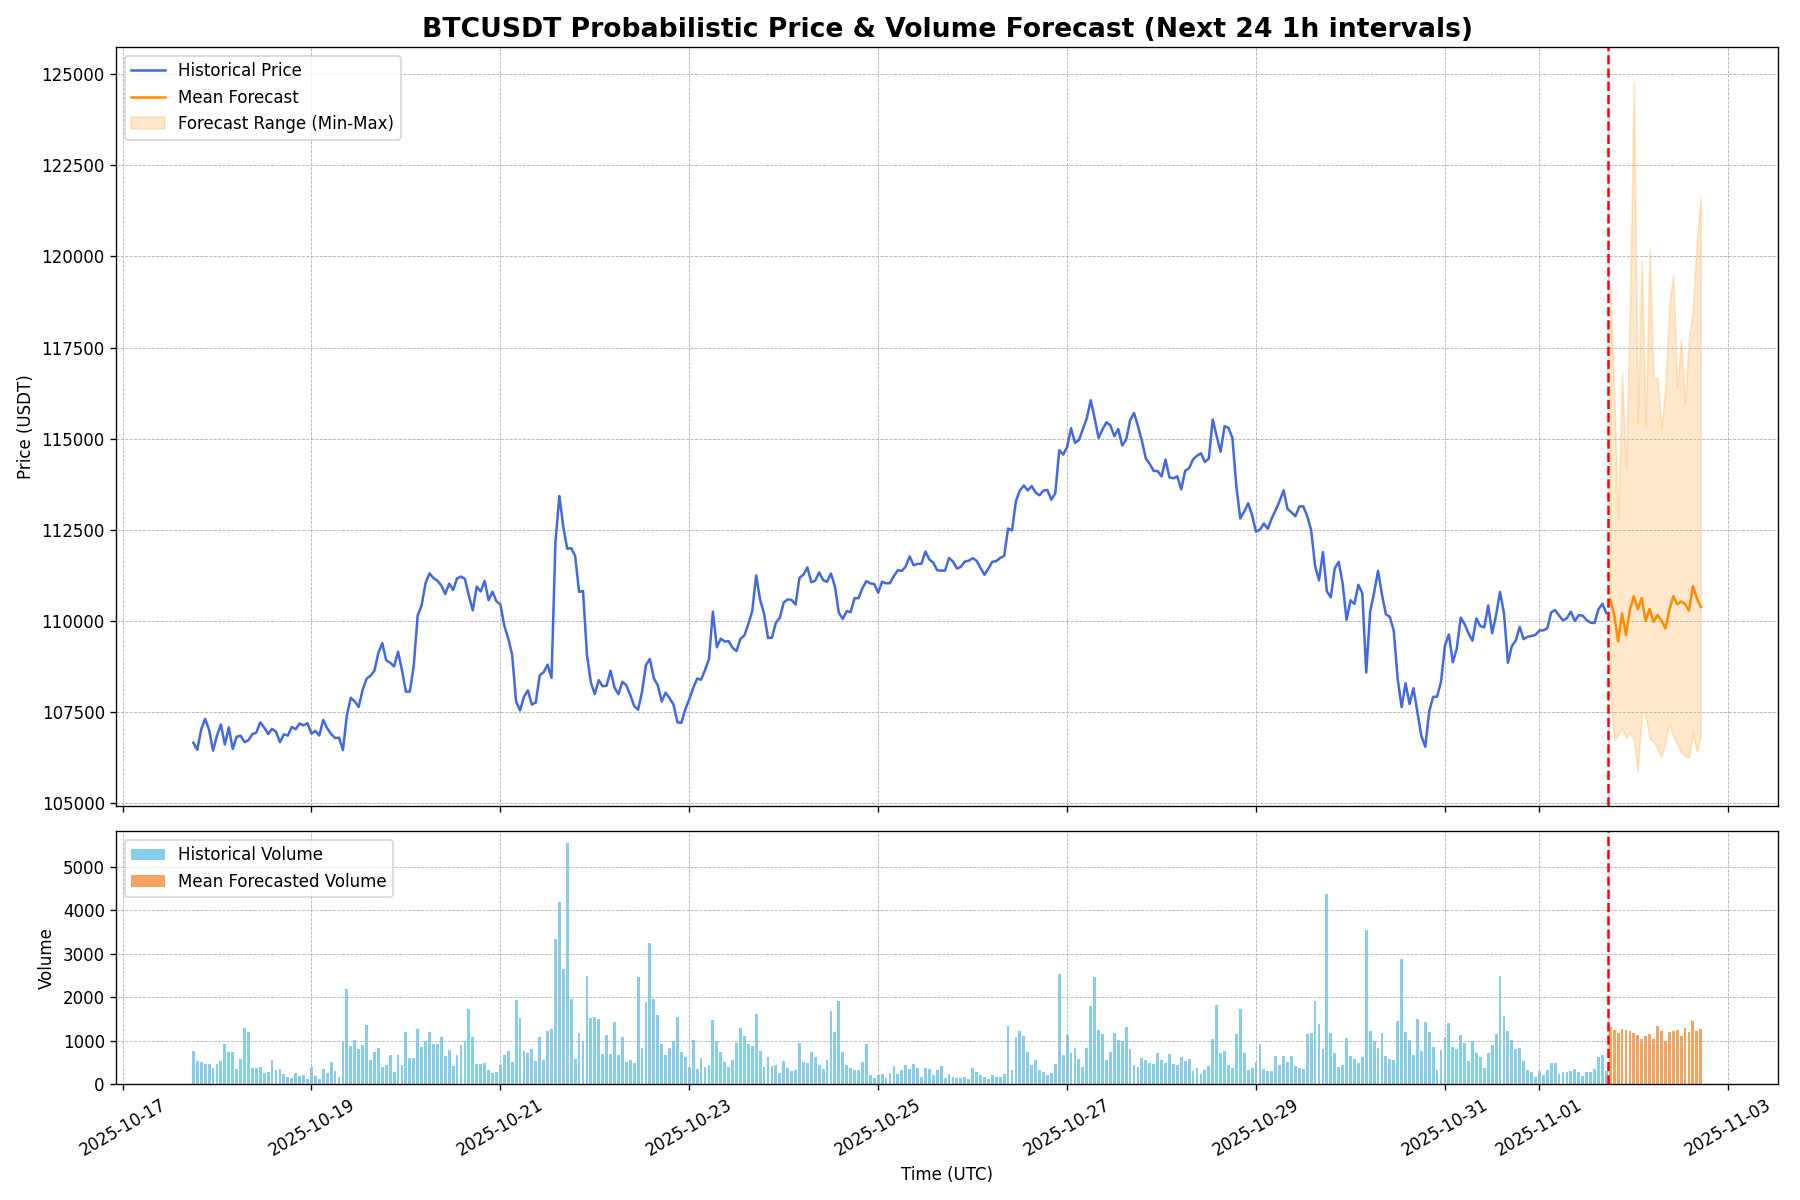 BTCUSDT Probabilistic Price & Volume Forecast (Next 24 1h intervals)
Historical Price
Mean Forecast
Forecast Range (Min-Max)
125000
122500
120000
117500
115000
112500
110000
107500
105000
Price (USDT)
Historical Volume
Mean Forecasted Volume
5000
4000
3000
2000
1000
0
Volume
2025-10-17
2025-10-19
2025-10-21
2025-10-23
2025-10-25
2025-10-27
2025-10-29
2025-10-31
2025-11-01
2025-11-03
Time (UTC)